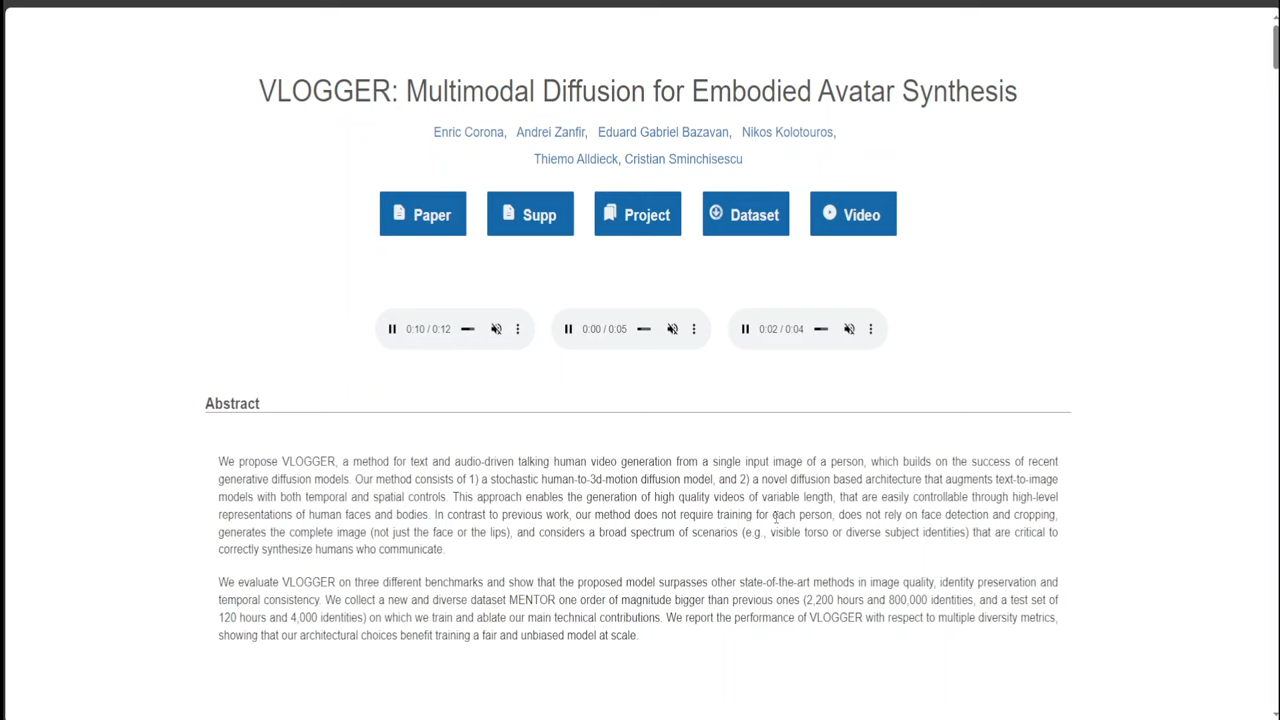 VLOGGER: Multimodal Diffusion for Embodied Avatar Synthesis
Enric Corona, Andrei Zanfir, Eduard Gabriel Bazavan, Nikos Kolotouros,
Thiemo Alldieck, Cristian Sminchisescu
Paper Supp Project Dataset Video
0:10 / 0:12 0:00 / 0:05 0:02 / 0:04
Abstract
We propose VLOGGER, a method for text and audio-driven talking human video generation from a single input image of a person, which builds on the success of recent
generative diffusion models. Our method consists of 1) a stochastic human-to-3d-motion diffusion model, and 2) a novel diffusion based architecture that augments text-to-image
models with both temporal and spatial controls. This approach enables the generation of high quality videos of variable length, that are easily controllable through high-level
representations of human faces and bodies. In contrast to previous work, our method does not require training for each person, does not rely on face detection and cropping,
generates the complete image (not just the face or the lips), and considers a broad spectrum of scenarios (e.g., visible torso or diverse subject identities) that are critical to
correctly synthesize humans who communicate.
We evaluate VLOGGER on three different benchmarks and show that the proposed model surpasses other state-of-the-art methods in image quality, identity preservation and
temporal consistency. We collect a new and diverse dataset MENTOR one order of magnitude bigger than previous ones (2,200 hours and 800,000 identities, and a test set of
120 hours and 4,000 identities) on which we train and ablate our main technical contributions. We report the performance of VLOGGER with respect to multiple diversity metrics,
showing that our architectural choices benefit training a fair and unbiased model at scale.